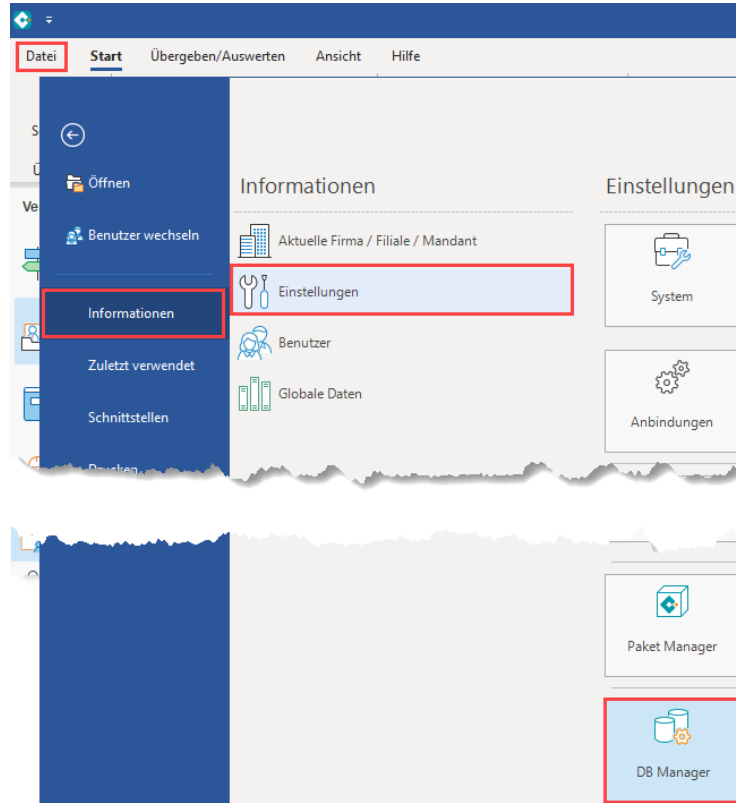 Datei Start Übergeben/Auswerten Ansicht Hilfe
Öffnen
Benutzer wechseln
Informationen
Zuletzt verwendet
Schnittstellen
Drucken
Informationen
Aktuelle Firma / Filiale / Mandant
Einstellungen
Benutzer
Globale Daten
Einstellungen
System
Anbindungen
Paket Manager
DB Manager